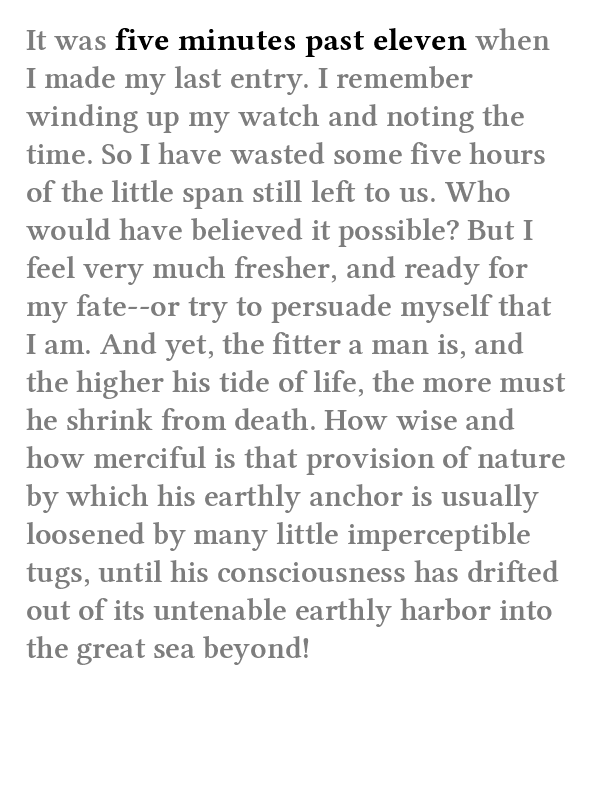 It was five minutes past eleven when
I made my last entry. I remember
winding up my watch and noting the
time. So I have wasted some five hours
of the little span still left to us. Who
would have believed it possible? But I
feel very much fresher, and ready for
my fate--or try to persuade myself that
I am. And yet, the fitter a man is, and
the higher his tide of life, the more must
he shrink from death. How wise and
how merciful is that provision of nature
by which his earthly anchor is usually
loosened by many little imperceptible
tugs, until his consciousness has drifted
out of its untenable earthly harbor into
the great sea beyond!